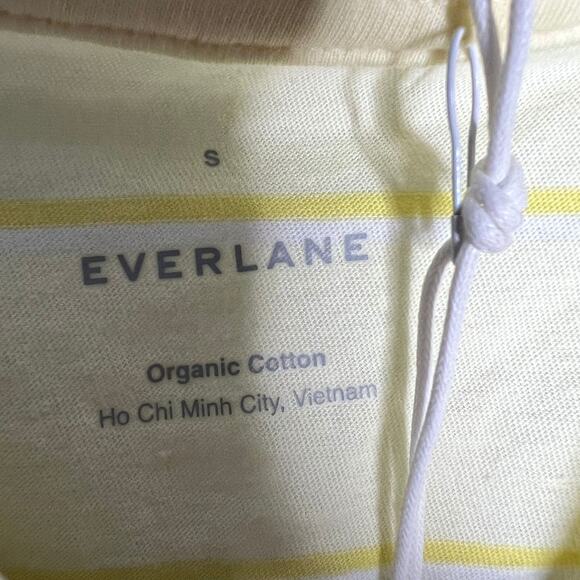 S
EVERLANE
Organic Cotton
Ho Chi Minh City, Vietnam